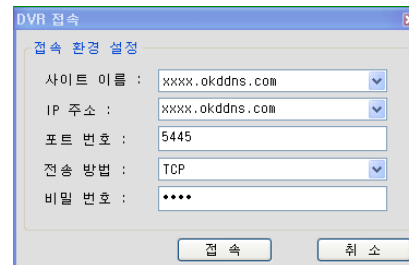 DVR 접속
접속 환경 설정
사이트 이름 : xxxx.okddns.com
IP 주소 : xxxx.okddns.com
포트 번호 : 5445
전송 방법 : TCP
비밀 번호 : ••••
접 속 취 소